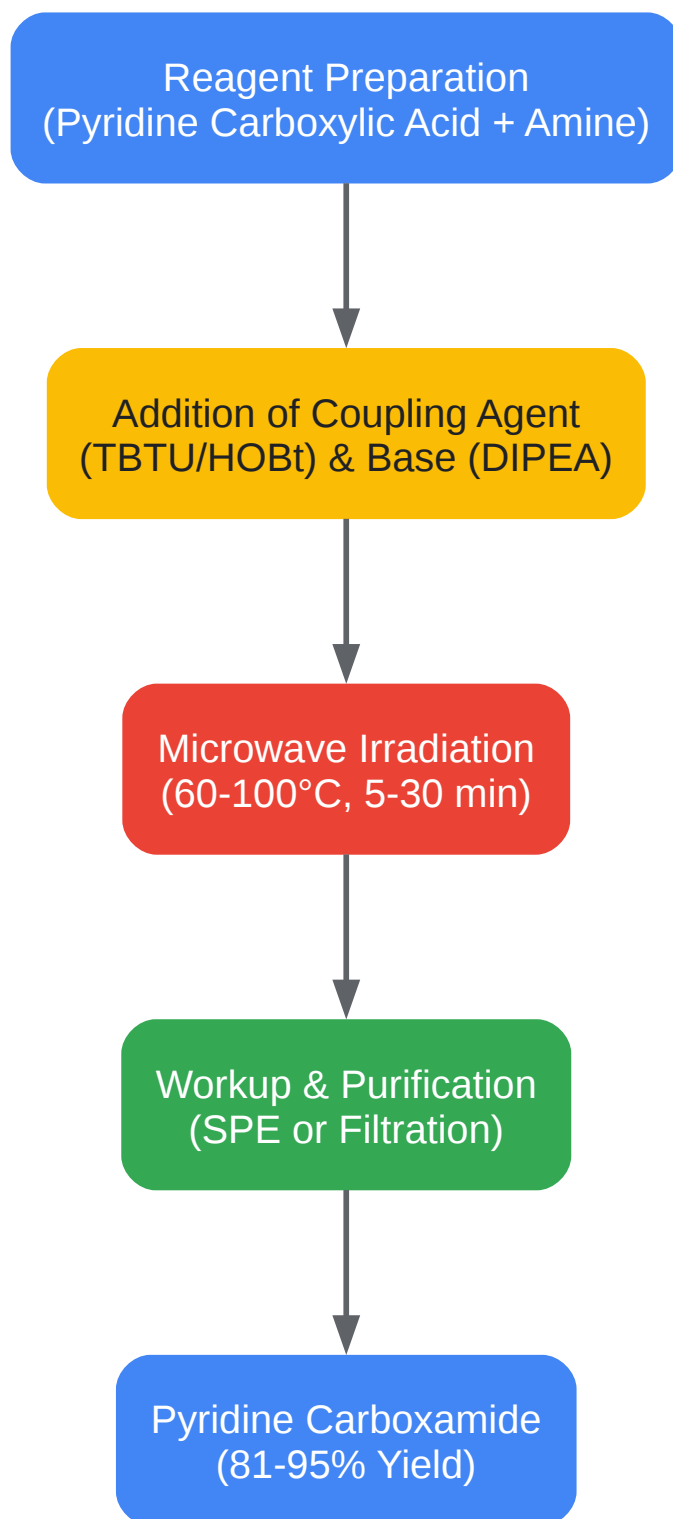 Reagent Preparation
(Pyridine Carboxylic Acid + Amine)
Addition of Coupling Agent
(TBTU/HOBt) & Base (DIPEA)
Microwave Irradiation
(60-100°C, 5-30 min)
Workup & Purification
(SPE or Filtration)
Pyridine Carboxamide
(81-95% Yield)